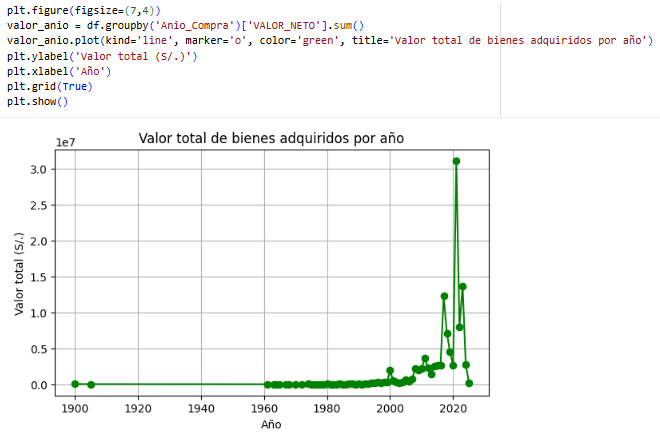 plt.figure(figsize=(7,4))
valor_anio = df.groupby('Anio_Compra')['VALOR_NETO'].sum()
valor_anio.plot(kind='line', marker='o', color='green', title='Valor total de bienes adquiridos por año')
plt.ylabel('Valor total (S/.)')
plt.xlabel('Año')
plt.grid(True)
plt.show()
Valor total de bienes adquiridos por año
1e7
3.0
2.5
2.0
1.5
1.0
0.5
0.0
Valor total (S/.)
1900 1920 1940 1960 1980 2000 2020
Año